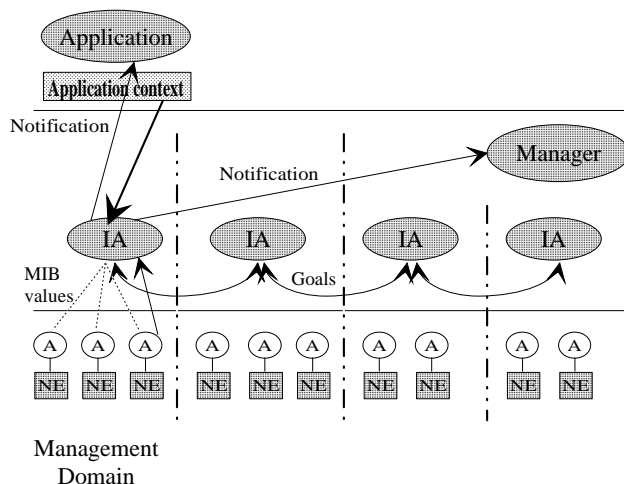 Application
Application context
Notification
Manager
Notification
IA
IA
IA
IA
MIB
values
Goals
A
A
A
A
A
A
A
A
A
A
NE
NE
NE
NE
NE
NE
NE
NE
NE
NE
Management
Domain